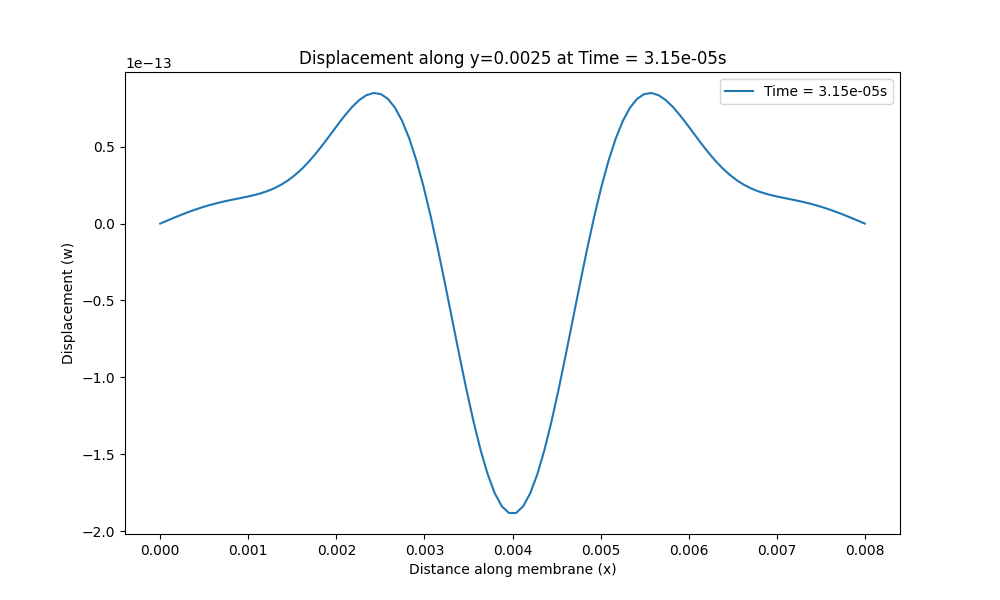 Displacement along y=0.0025 at Time = 3.15e-05s
1e−13
Time = 3.15e-05s
0.5
0.0
−0.5
−1.0
−1.5
−2.0
Displacement (w)
0.000 0.001 0.002 0.003 0.004 0.005 0.006 0.007 0.008
Distance along membrane (x)